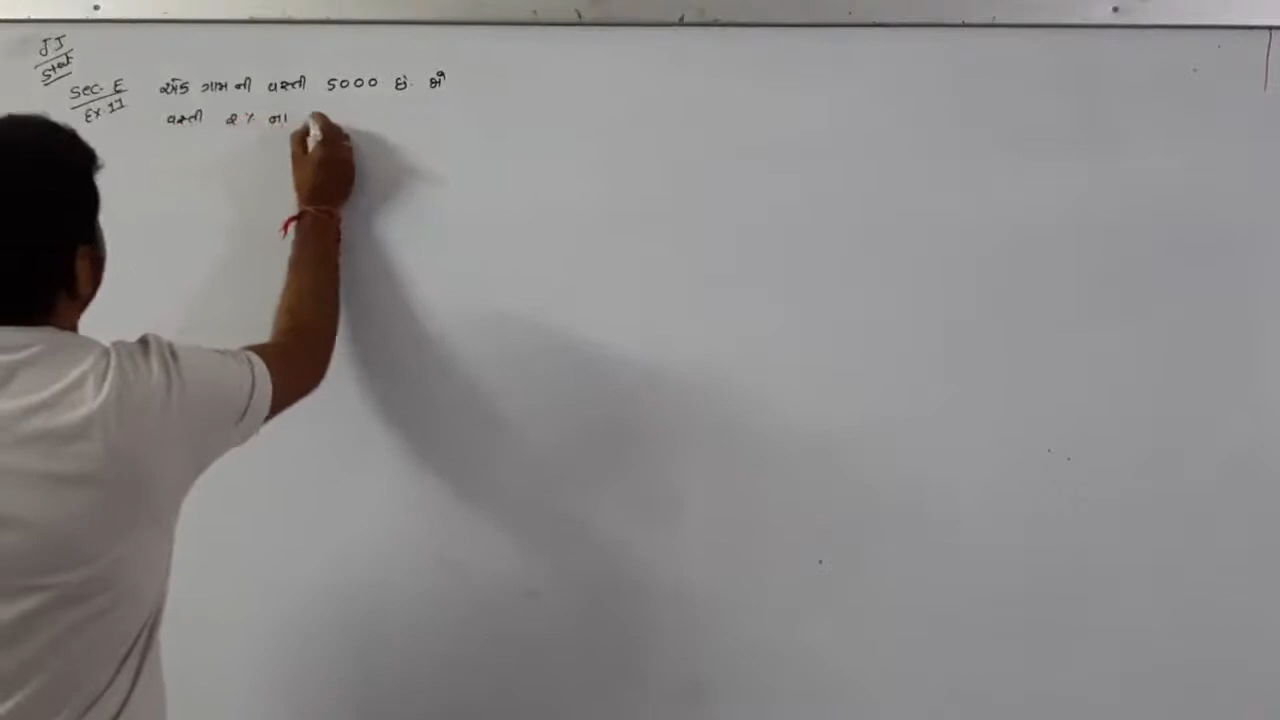 JJ
Stat
Sec. E
Ex. 11
એક ગામ ની વસ્તી 5000 છે. જો
વસ્તી ૨% ના